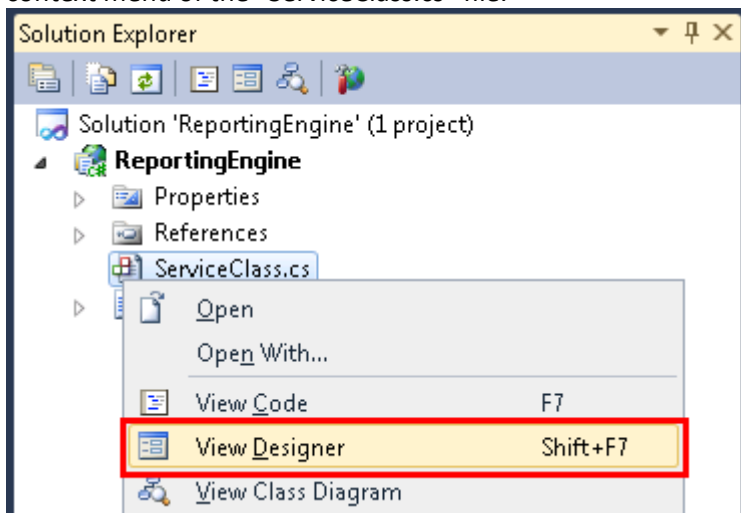 Solution Explorer
Solution 'ReportingEngine' (1 project)
ReportingEngine
Properties
References
ServiceClass.cs
Open
Open With...
View Code F7
View Designer Shift+F7
View Class Diagram